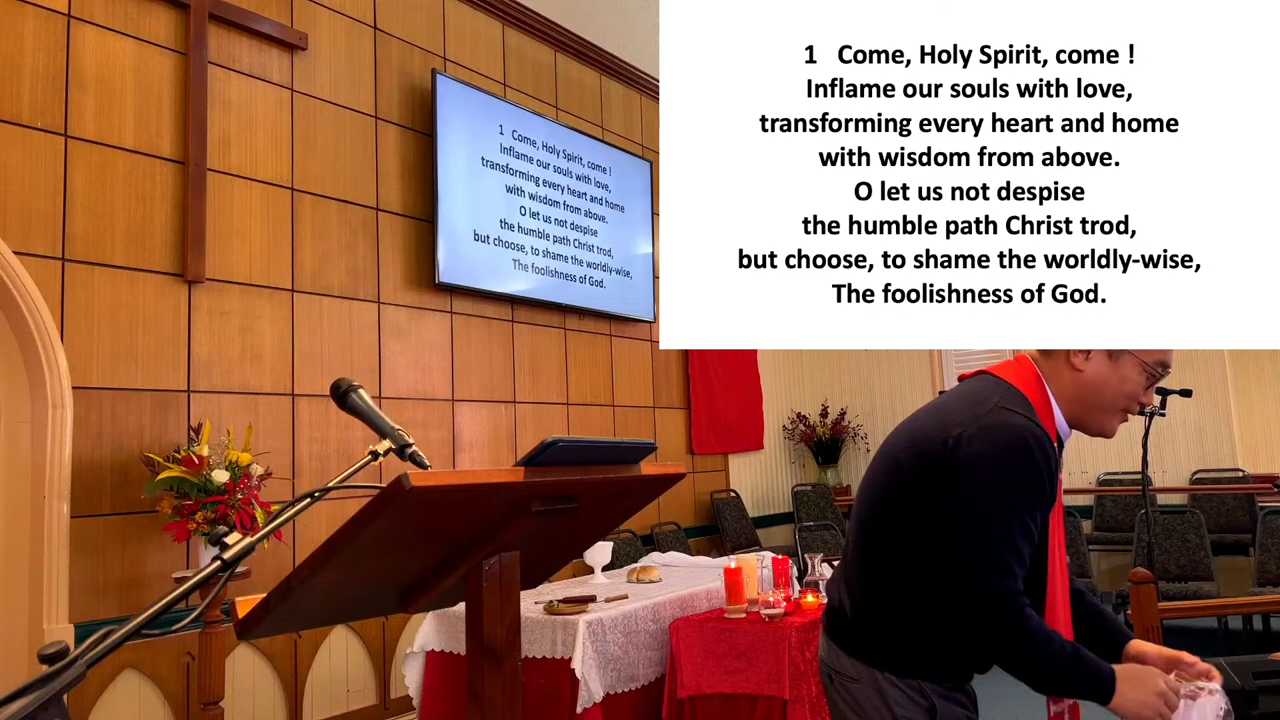 1 Come, Holy Spirit, come !
Inflame our souls with love,
transforming every heart and home
with wisdom from above.
O let us not despise
the humble path Christ trod,
but choose, to shame the worldly-wise,
The foolishness of God.
1 Come, Holy Spirit, come !
Inflame our souls with love,
transforming every heart and home
with wisdom from above.
O let us not despise
the humble path Christ trod,
but choose, to shame the worldly-wise,
The foolishness of God.